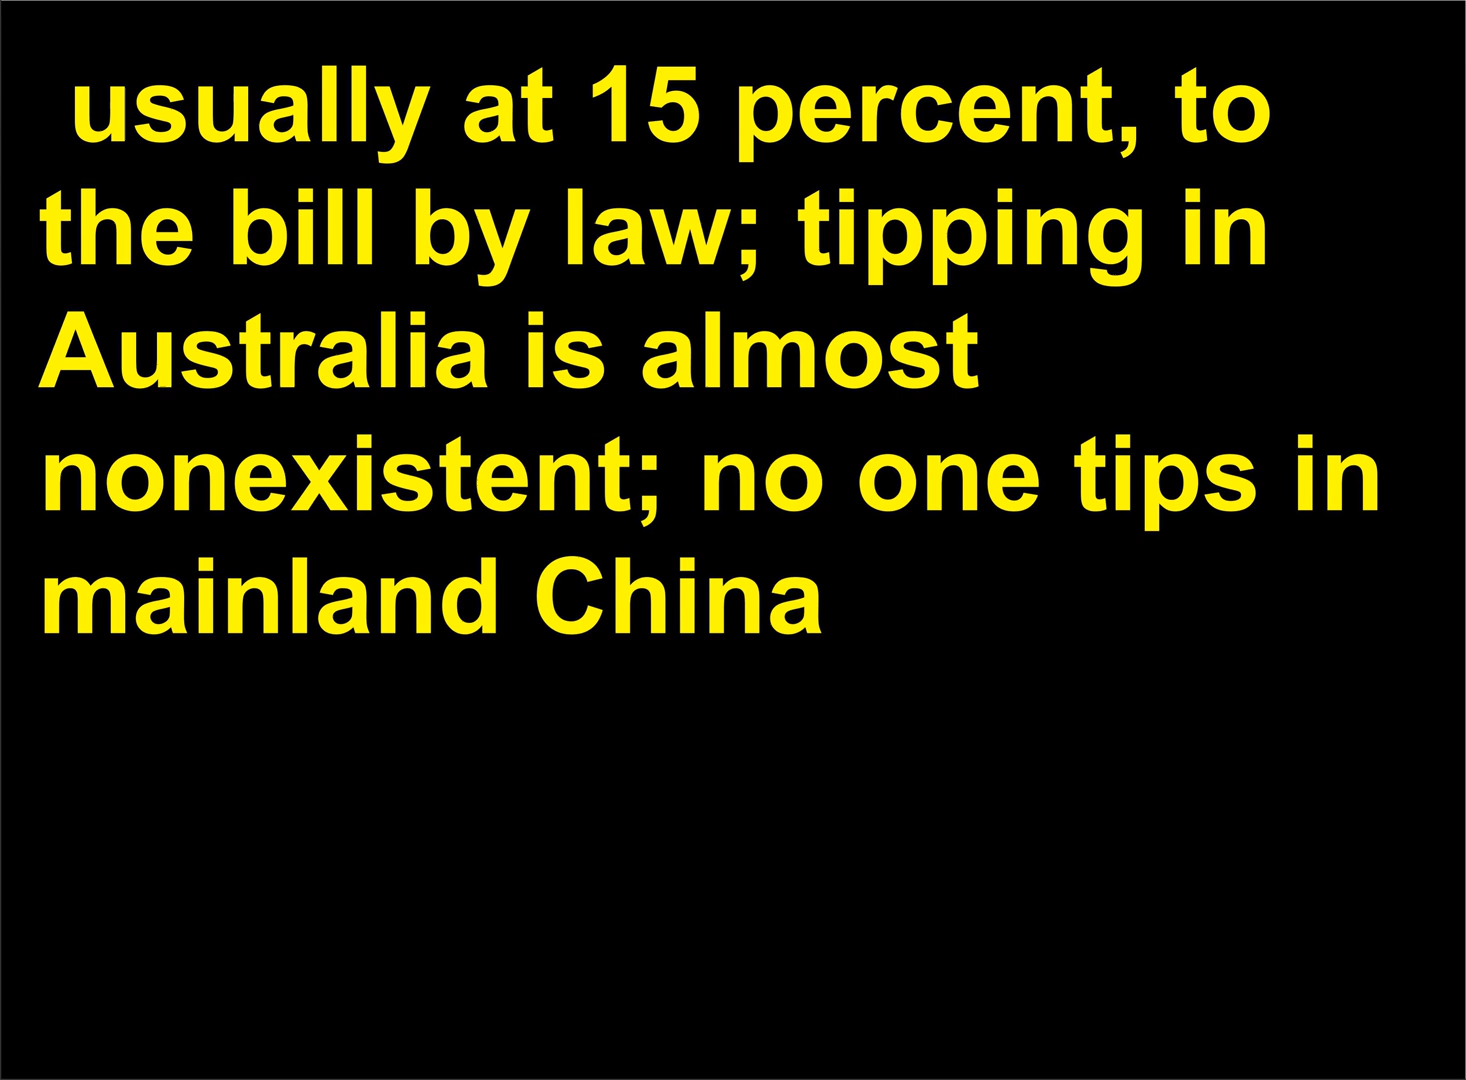 usually at 15 percent, to
the bill by law; tipping in
Australia is almost
nonexistent; no one tips in
mainland China